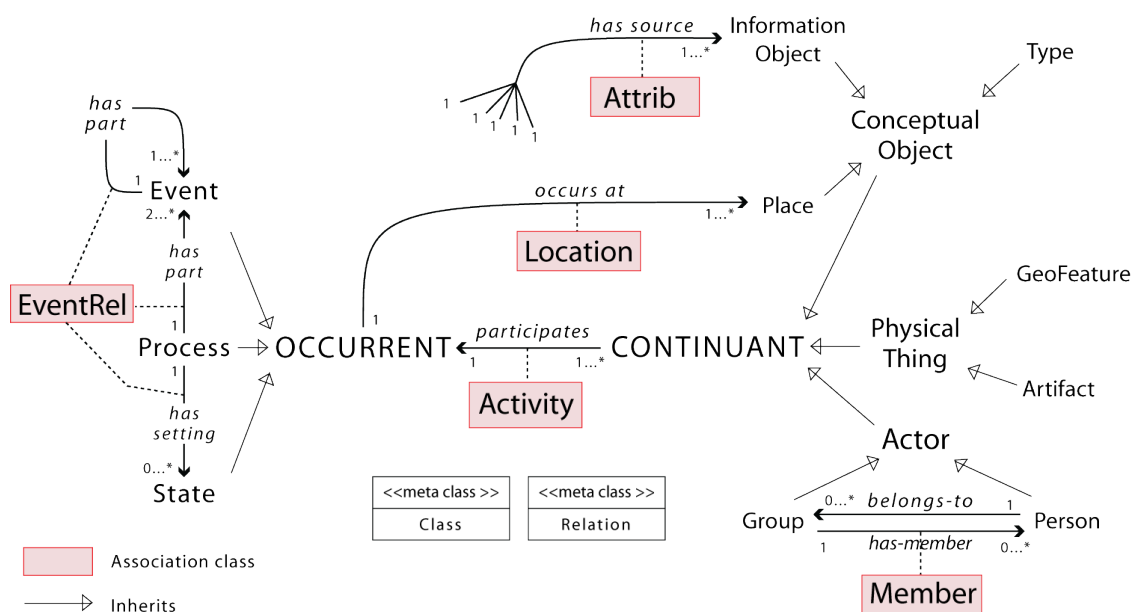 has source
Information
Object
1...*
Type
Attrib
1
1
1
1
1
Conceptual
Object
has
part
1...*
1
Event
2...*
occurs at
1...*
Place
Location
has
part
GeoFeature
EventRel
1
1
participates
Physical
Thing
Process
OCCURRENT
CONTINUANT
1
1
1...*
Activity
Artifact
has
setting
0...*
State
Actor
<<meta class >>
<<meta class >>
Class
Relation
0...*
belongs-to
1
Group
Person
1
has-member
0...*
Association class
Member
Inherits